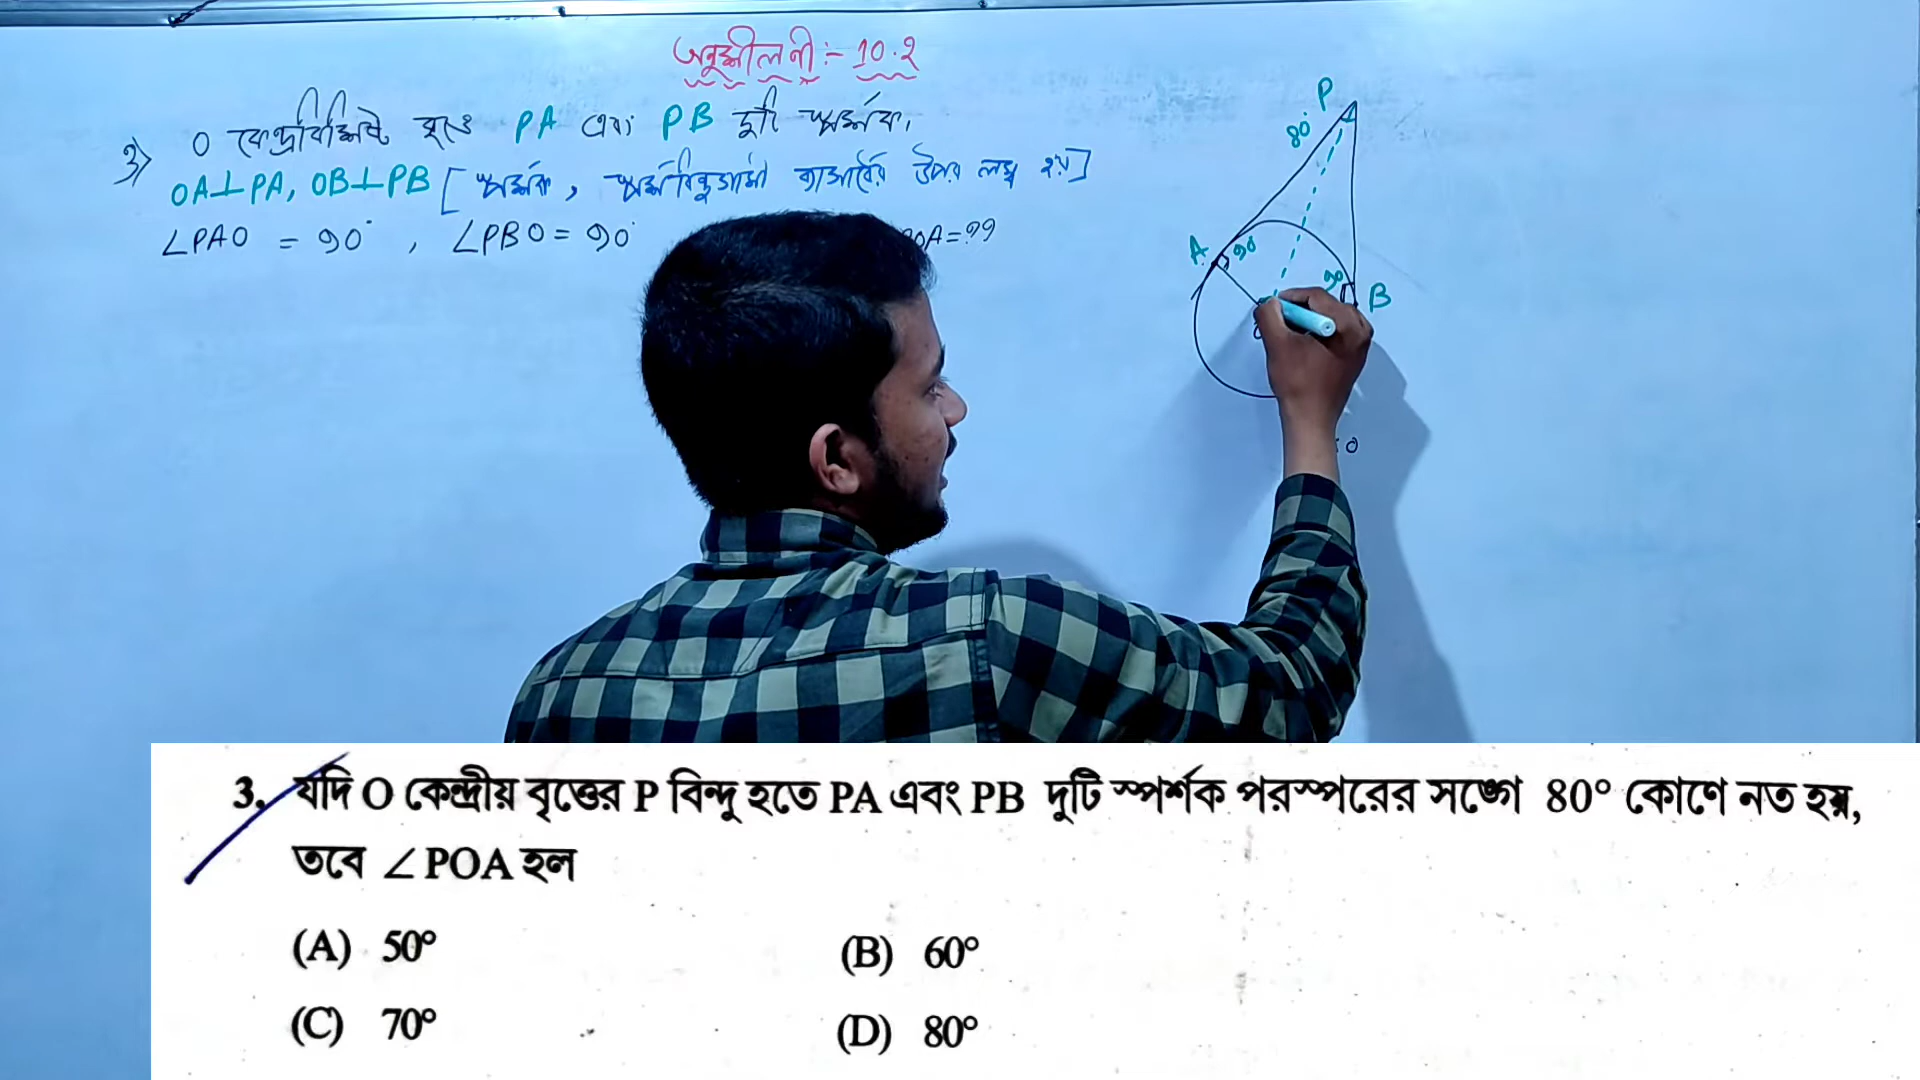 অনুশীলনী :- 10.2
3) O কেন্দ্রবিশিষ্ট বৃত্তে PA এবং PB দুটি স্পর্শক,
OA⊥PA, OB⊥PB [ স্পর্শক, স্পর্শবিন্দুগামী ব্যাসার্ধের উপর লম্ব হয় ]
∠PAO = 90°, ∠PBO = 90°
OA=??
P
80°
A
90°
90°
B
3. যদি O কেন্দ্রীয় বৃত্তের P বিন্দু হতে PA এবং PB দুটি স্পর্শক পরস্পরের সঙ্গে 80° কোণে নত হয়,
তবে ∠POA হল
(A) 50° (B) 60°
(C) 70° (D) 80°